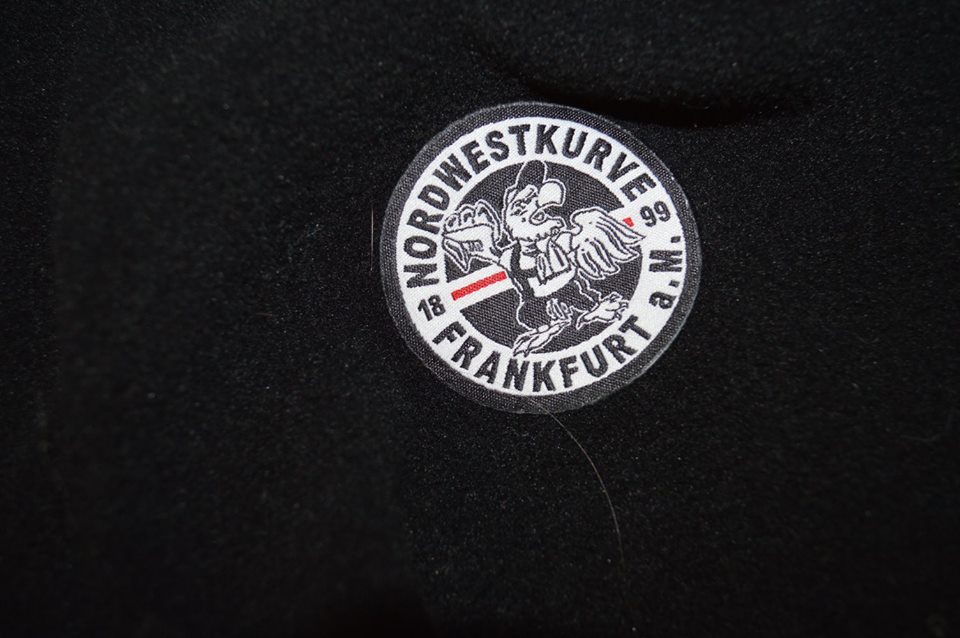 NORDWESTKURVE
18 99
FRANKFURT a.M.